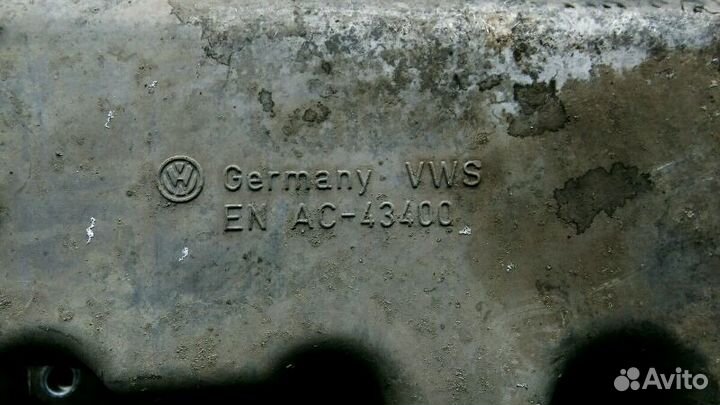 Germany VWS
EN AC-43400
Avito